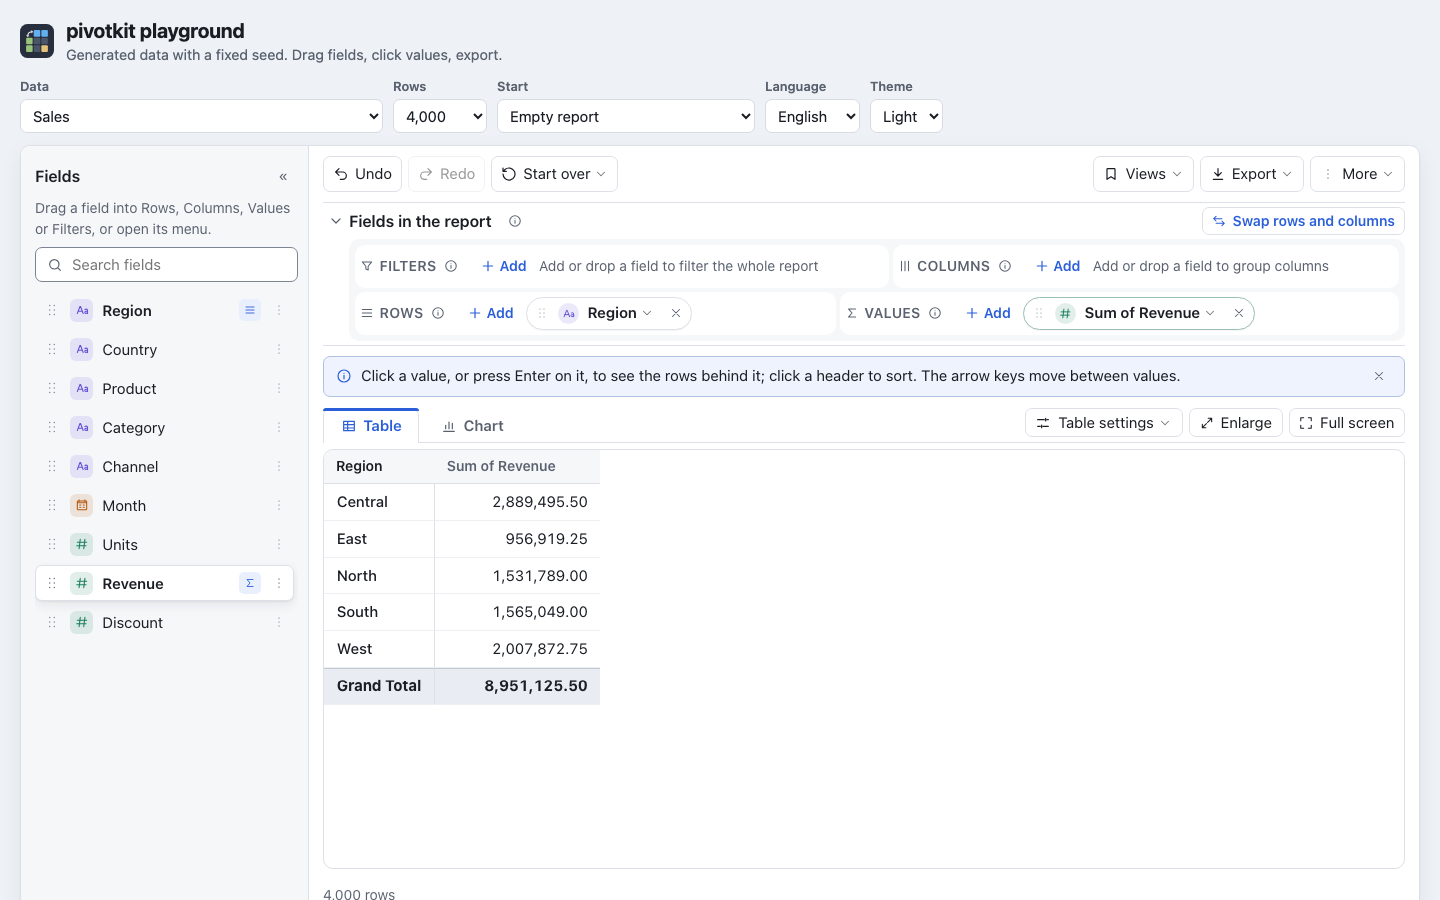 pivotkit playground
Generated data with a fixed seed. Drag fields, click values, export.
Data
Rows
Start
Language
Theme
Sales
4,000
Empty report
English
Light
Fields
«
Drag a field into Rows, Columns, Values
or Filters, or open its menu.
Search fields
Aa Region
Aa Country
Aa Product
Aa Category
Aa Channel
Month
# Units
# Revenue Σ
# Discount
Undo
Redo
Start over
Views
Export
More
Fields in the report
Swap rows and columns
FILTERS
+ Add
Add or drop a field to filter the whole report
COLUMNS
+ Add
Add or drop a field to group columns
ROWS
+ Add
Aa Region
Σ VALUES
+ Add
# Sum of Revenue
Click a value, or press Enter on it, to see the rows behind it; click a header to sort. The arrow keys move between values.
Table
Chart
Table settings
Enlarge
Full screen
Region Sum of Revenue
Central 2,889,495.50
East 956,919.25
North 1,531,789.00
South 1,565,049.00
West 2,007,872.75
Grand Total 8,951,125.50
4,000 rows